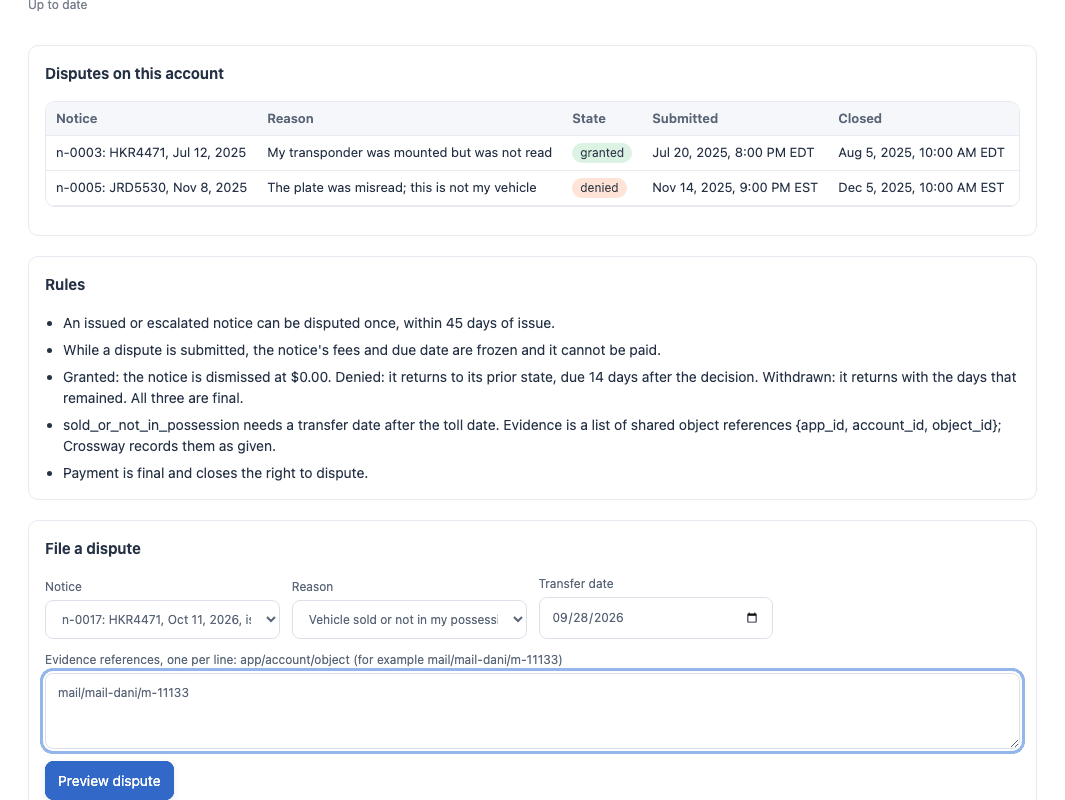 Up to date
Disputes on this account
Notice Reason State Submitted Closed
n-0003: HKR4471, Jul 12, 2025 My transponder was mounted but was not read granted Jul 20, 2025, 8:00 PM EDT Aug 5, 2025, 10:00 AM EDT
n-0005: JRD5530, Nov 8, 2025 The plate was misread; this is not my vehicle denied Nov 14, 2025, 9:00 PM EST Dec 5, 2025, 10:00 AM EST
Rules
• An issued or escalated notice can be disputed once, within 45 days of issue.
• While a dispute is submitted, the notice's fees and due date are frozen and it cannot be paid.
• Granted: the notice is dismissed at $0.00. Denied: it returns to its prior state, due 14 days after the decision. Withdrawn: it returns with the days that
remained. All three are final.
• sold_or_not_in_possession needs a transfer date after the toll date. Evidence is a list of shared object references {app_id, account_id, object_id};
Crossway records them as given.
• Payment is final and closes the right to dispute.
File a dispute
Notice Reason Transfer date
n-0017: HKR4471, Oct 11, 2026, Vehicle sold or not in my 09/28/2026
Evidence references, one per line: app/account/object (for example mail/mail-dani/m-11133)
mail/mail-dani/m-11133
Preview dispute